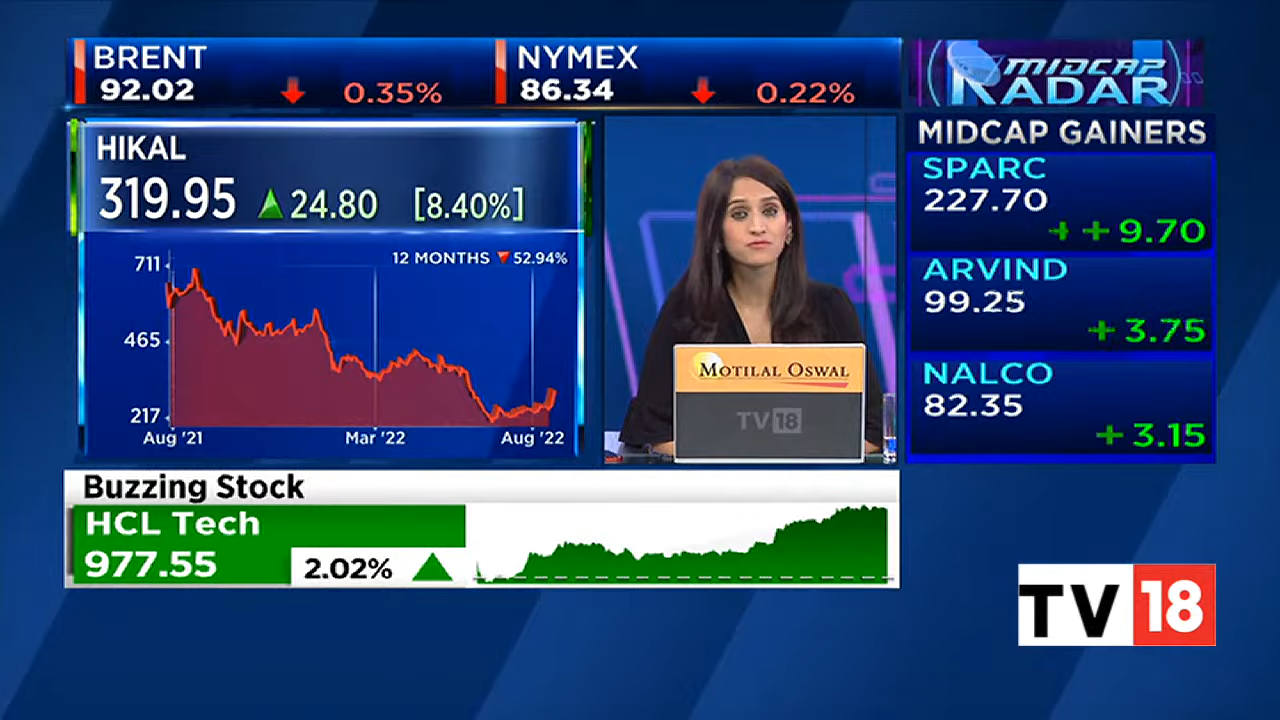 BRENT
92.02 0.35%
NYMEX
86.34 0.22%
MIDCAP
RADAR
HIKAL
319.95 24.80 [8.40%]
12 MONTHS 52.94%
711
465
217
Aug '21 Mar '22 Aug '22
MOTILAL OSWAL
TV18
MIDCAP GAINERS
SPARC
227.70
+ + 9.70
ARVIND
99.25
+ 3.75
NALCO
82.35
+ 3.15
Buzzing Stock
HCL Tech
977.55
2.02%
TV18